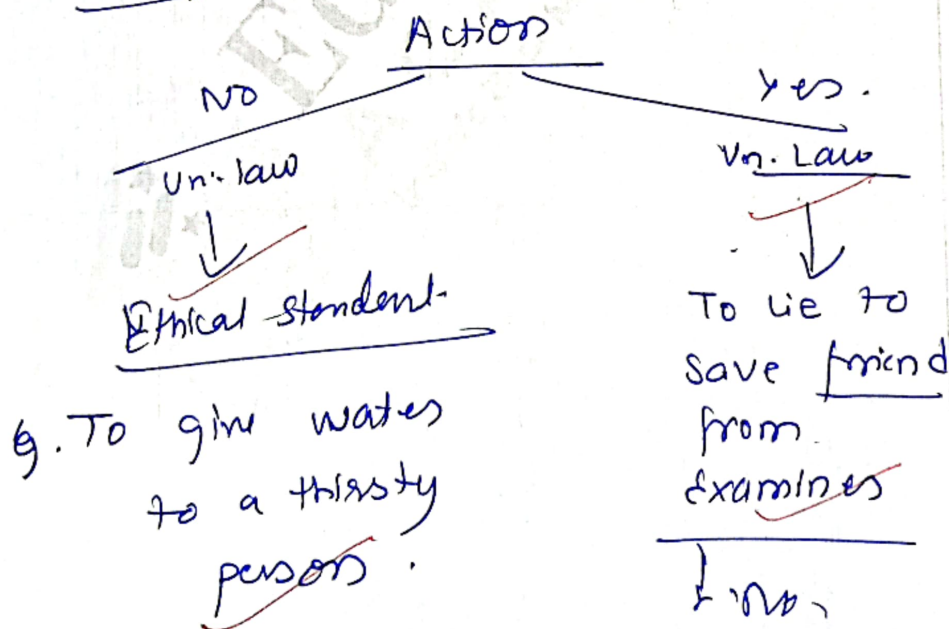 Action
No
Yes.
Un. law
Un. Law
Ethical standent.
To lie to
save friend
eg. To give water
from
to a thirsty
Examiner
person.